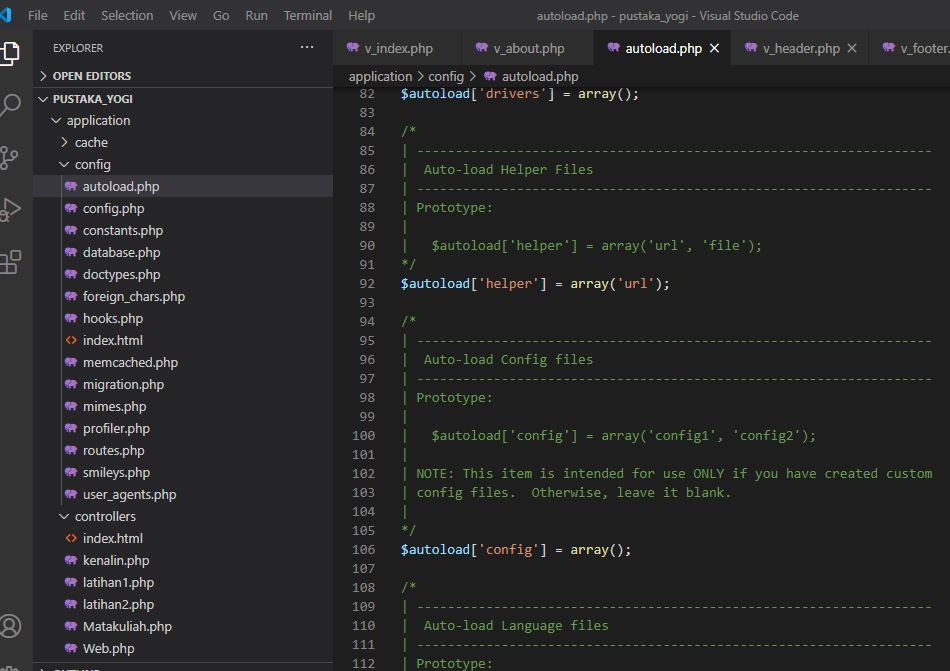 File Edit Selection View Go Run Terminal Help autoload.php - pustaka_yogi - Visual Studio Code
EXPLORER ...
OPEN EDITORS
PUSTAKA_YOGI
application
cache
config
autoload.php
config.php
constants.php
database.php
doctypes.php
foreign_chars.php
hooks.php
index.html
memcached.php
migration.php
mimes.php
profiler.php
routes.php
smileys.php
user_agents.php
controllers
index.html
kenalin.php
latihan1.php
latihan2.php
Matakuliah.php
Web.php
v_index.php v_about.php autoload.php v_header.php v_footer.
application > config > autoload.php
82 $autoload['drivers'] = array();
83
84 /*
85 | -------------------------------------------------------------------
86 |  Auto-load Helper Files
87 | -------------------------------------------------------------------
88 | Prototype:
89 |
90 |   $autoload['helper'] = array('url', 'file');
91 */
92 $autoload['helper'] = array('url');
93
94 /*
95 | -------------------------------------------------------------------
96 |  Auto-load Config files
97 | -------------------------------------------------------------------
98 | Prototype:
99 |
100 |   $autoload['config'] = array('config1', 'config2');
101 |
102 | NOTE: This item is intended for use ONLY if you have created custom
103 | config files.  Otherwise, leave it blank.
104 |
105 */
106 $autoload['config'] = array();
107
108 /*
109 | -------------------------------------------------------------------
110 |  Auto-load Language files
111 | -------------------------------------------------------------------
112 | Prototype: